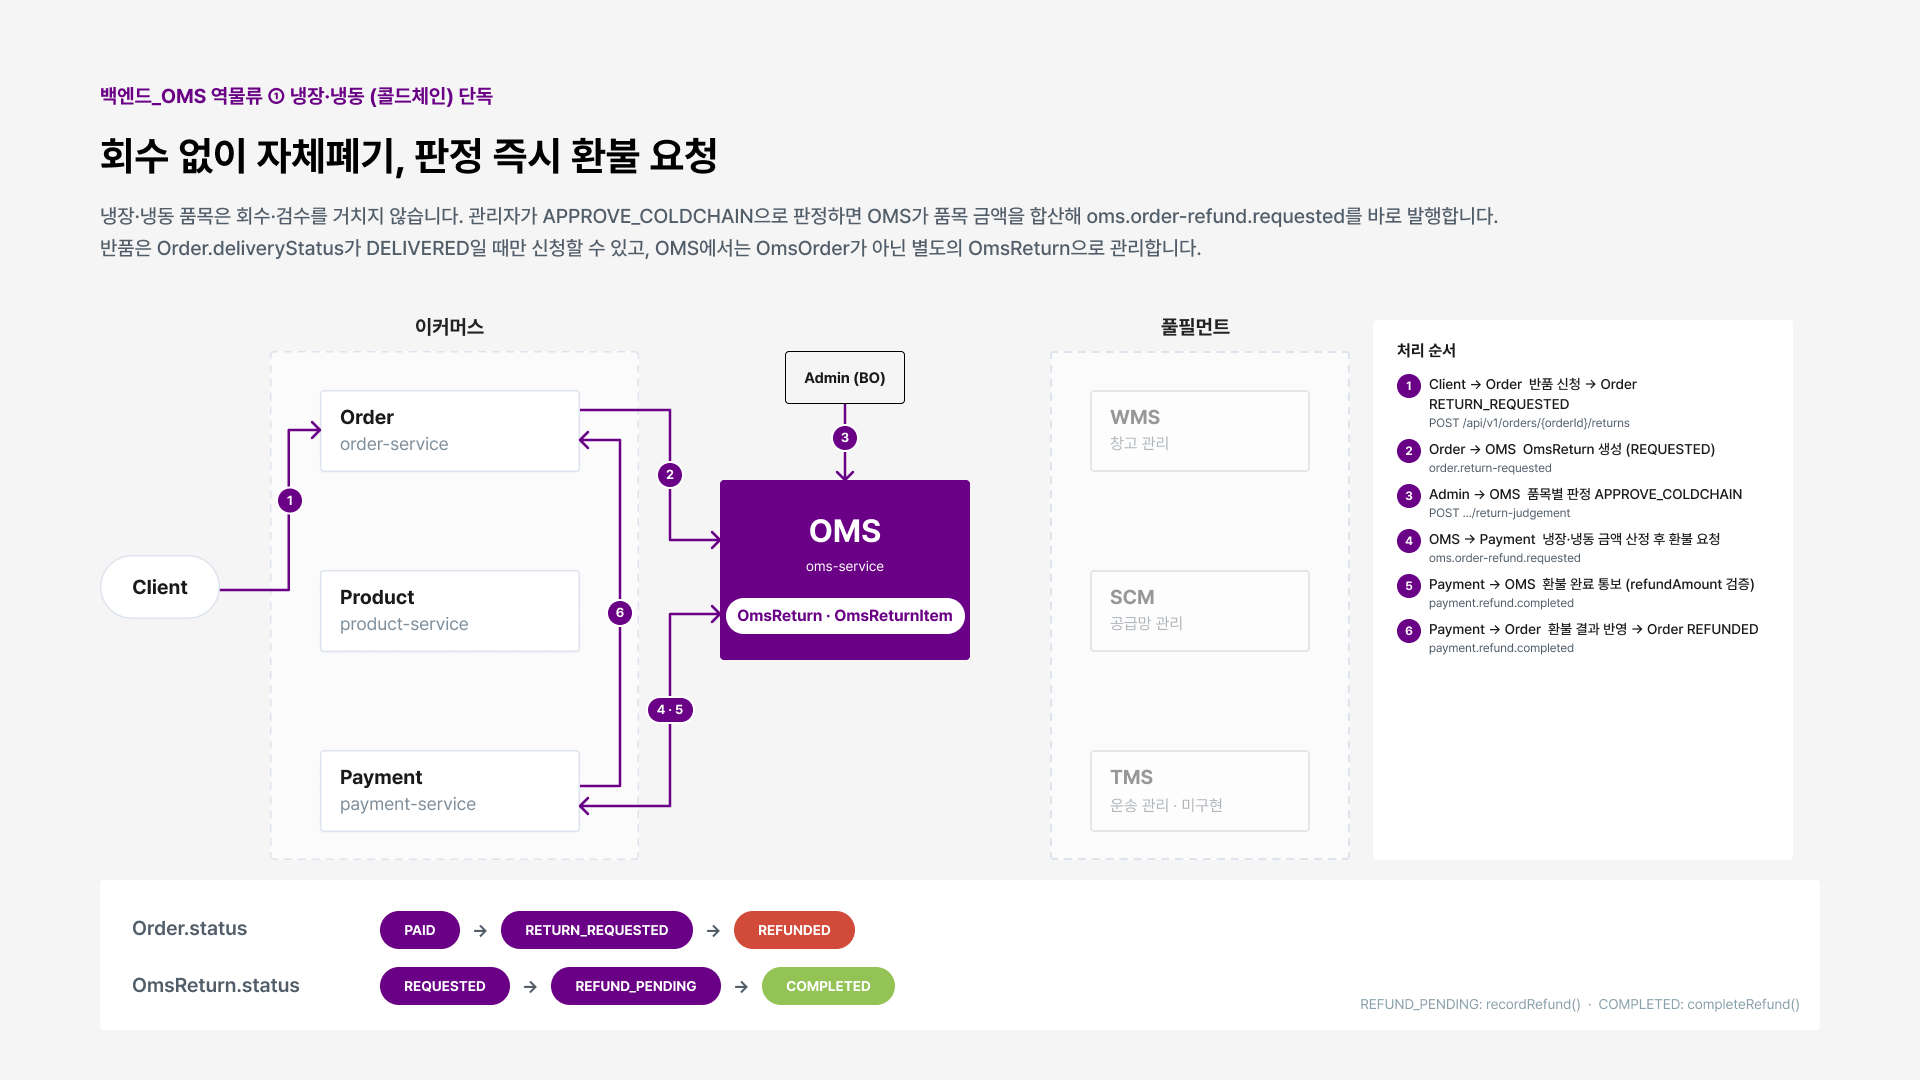 백엔드_OMS 역물류 ① 냉장·냉동 (콜드체인) 단독
회수 없이 자체폐기, 판정 즉시 환불 요청
냉장·냉동 품목은 회수·검수를 거치지 않습니다. 관리자가 APPROVE_COLDCHAIN으로 판정하면 OMS가 품목 금액을 합산해 oms.order-refund.requested를 바로 발행합니다.
반품은 Order.deliveryStatus가 DELIVERED일 때만 신청할 수 있고, OMS에서는 OmsOrder가 아닌 별도의 OmsReturn으로 관리합니다.
이커머스
Order
order-service
Product
product-service
Payment
payment-service
Client
1
2
3
6
4 · 5
Admin (BO)
OMS
oms-service
OmsReturn · OmsReturnItem
풀필먼트
WMS
창고 관리
SCM
공급망 관리
TMS
운송 관리 · 미구현
처리 순서
1 Client → Order 반품 신청 → Order
RETURN_REQUESTED
POST /api/v1/orders/{orderId}/returns
2 Order → OMS OmsReturn 생성 (REQUESTED)
order.return-requested
3 Admin → OMS 품목별 판정 APPROVE_COLDCHAIN
POST .../return-judgement
4 OMS → Payment 냉장·냉동 금액 산정 후 환불 요청
oms.order-refund.requested
5 Payment → OMS 환불 완료 통보 (refundAmount 검증)
payment.refund.completed
6 Payment → Order 환불 결과 반영 → Order REFUNDED
payment.refund.completed
Order.status PAID → RETURN_REQUESTED → REFUNDED
OmsReturn.status REQUESTED → REFUND_PENDING → COMPLETED
REFUND_PENDING: recordRefund() · COMPLETED: completeRefund()